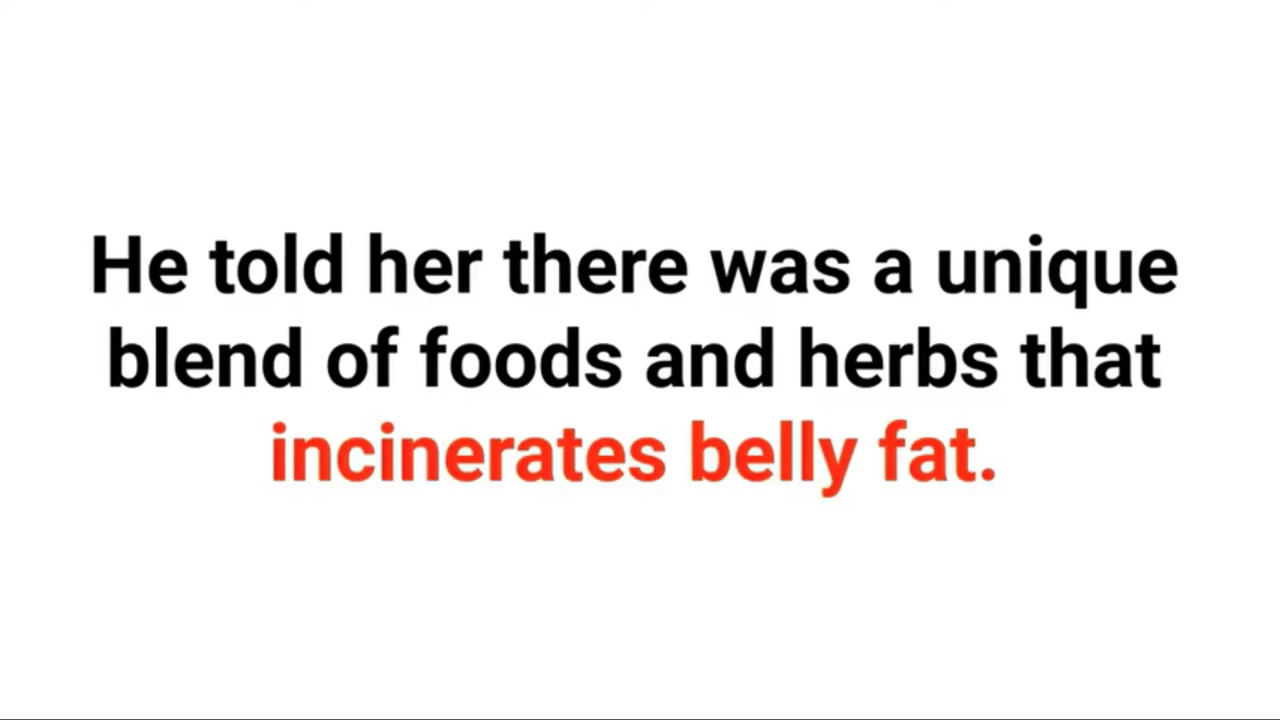 He told her there was a unique
blend of foods and herbs that
incinerates belly fat.